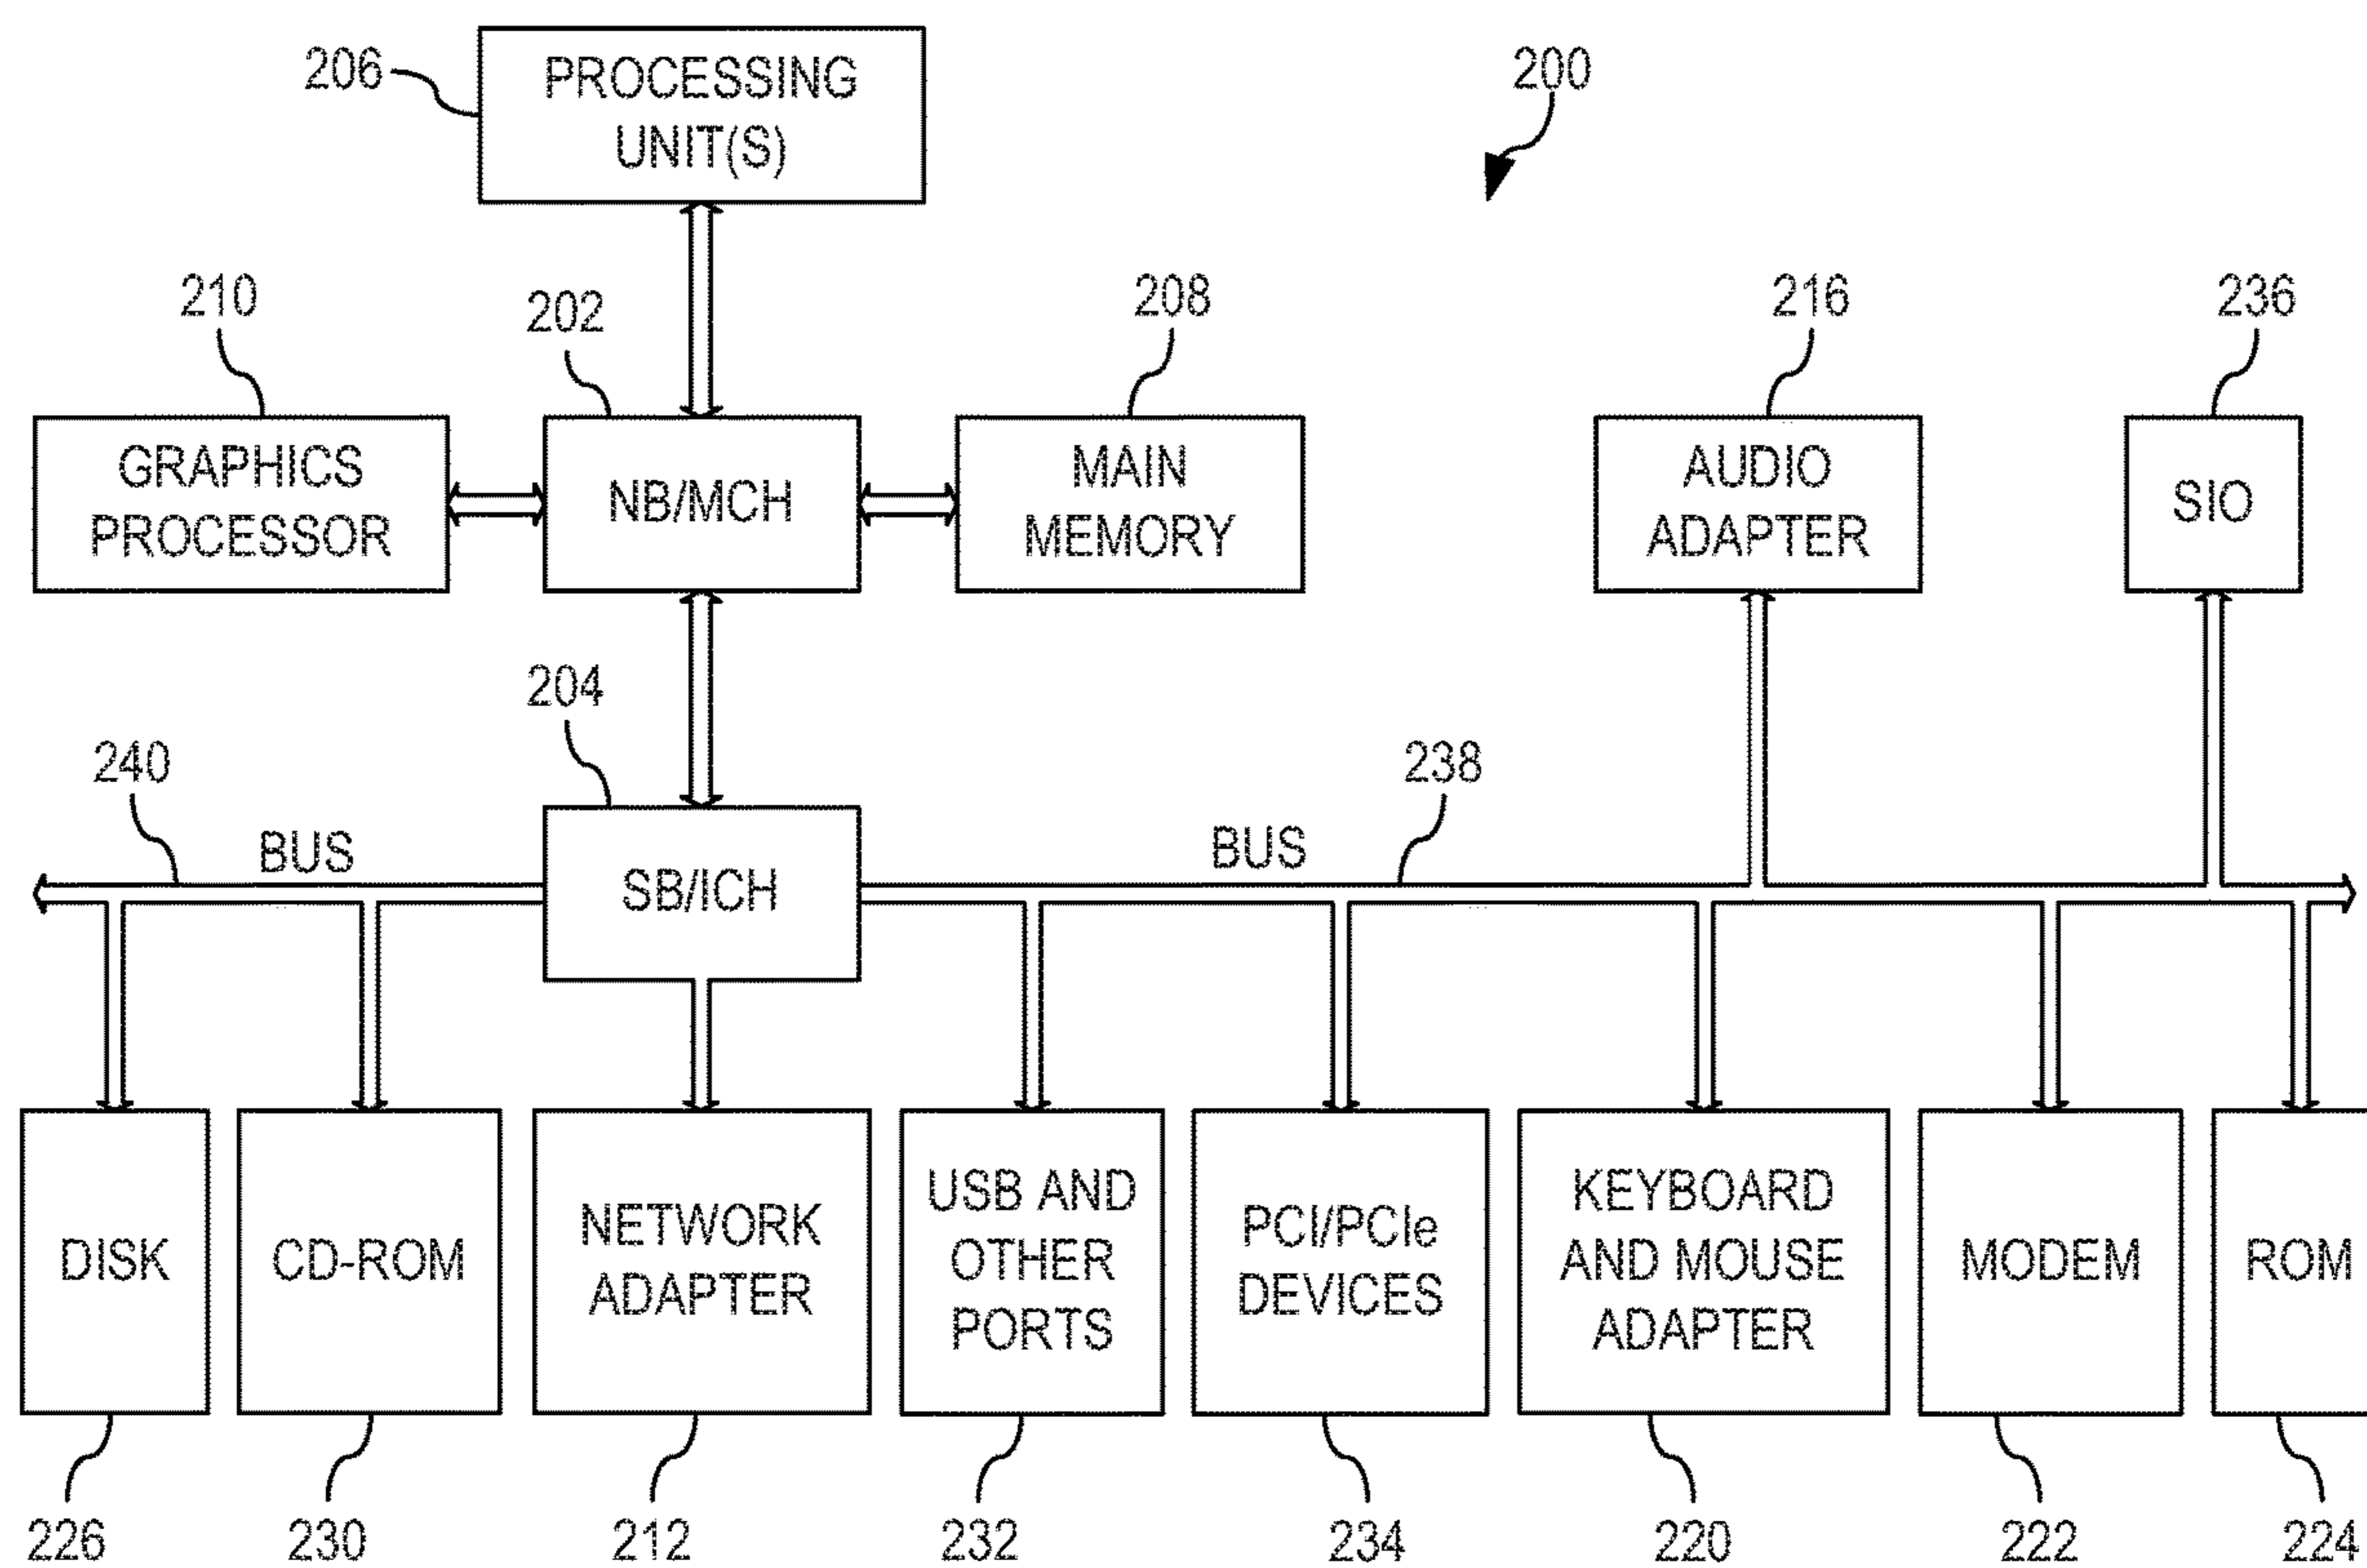 206
PROCESSING
UNIT(S)
200
210
202
208
216
236
GRAPHICS
PROCESSOR
NB/MCH
MAIN
MEMORY
AUDIO
ADAPTER
SIO
204
240
238
BUS
SB/ICH
BUS
DISK
CD-ROM
NETWORK
ADAPTER
USB AND
OTHER
PORTS
PCI/PCIe
DEVICES
KEYBOARD
AND MOUSE
ADAPTER
MODEM
ROM
226
230
212
232
234
220
222
224